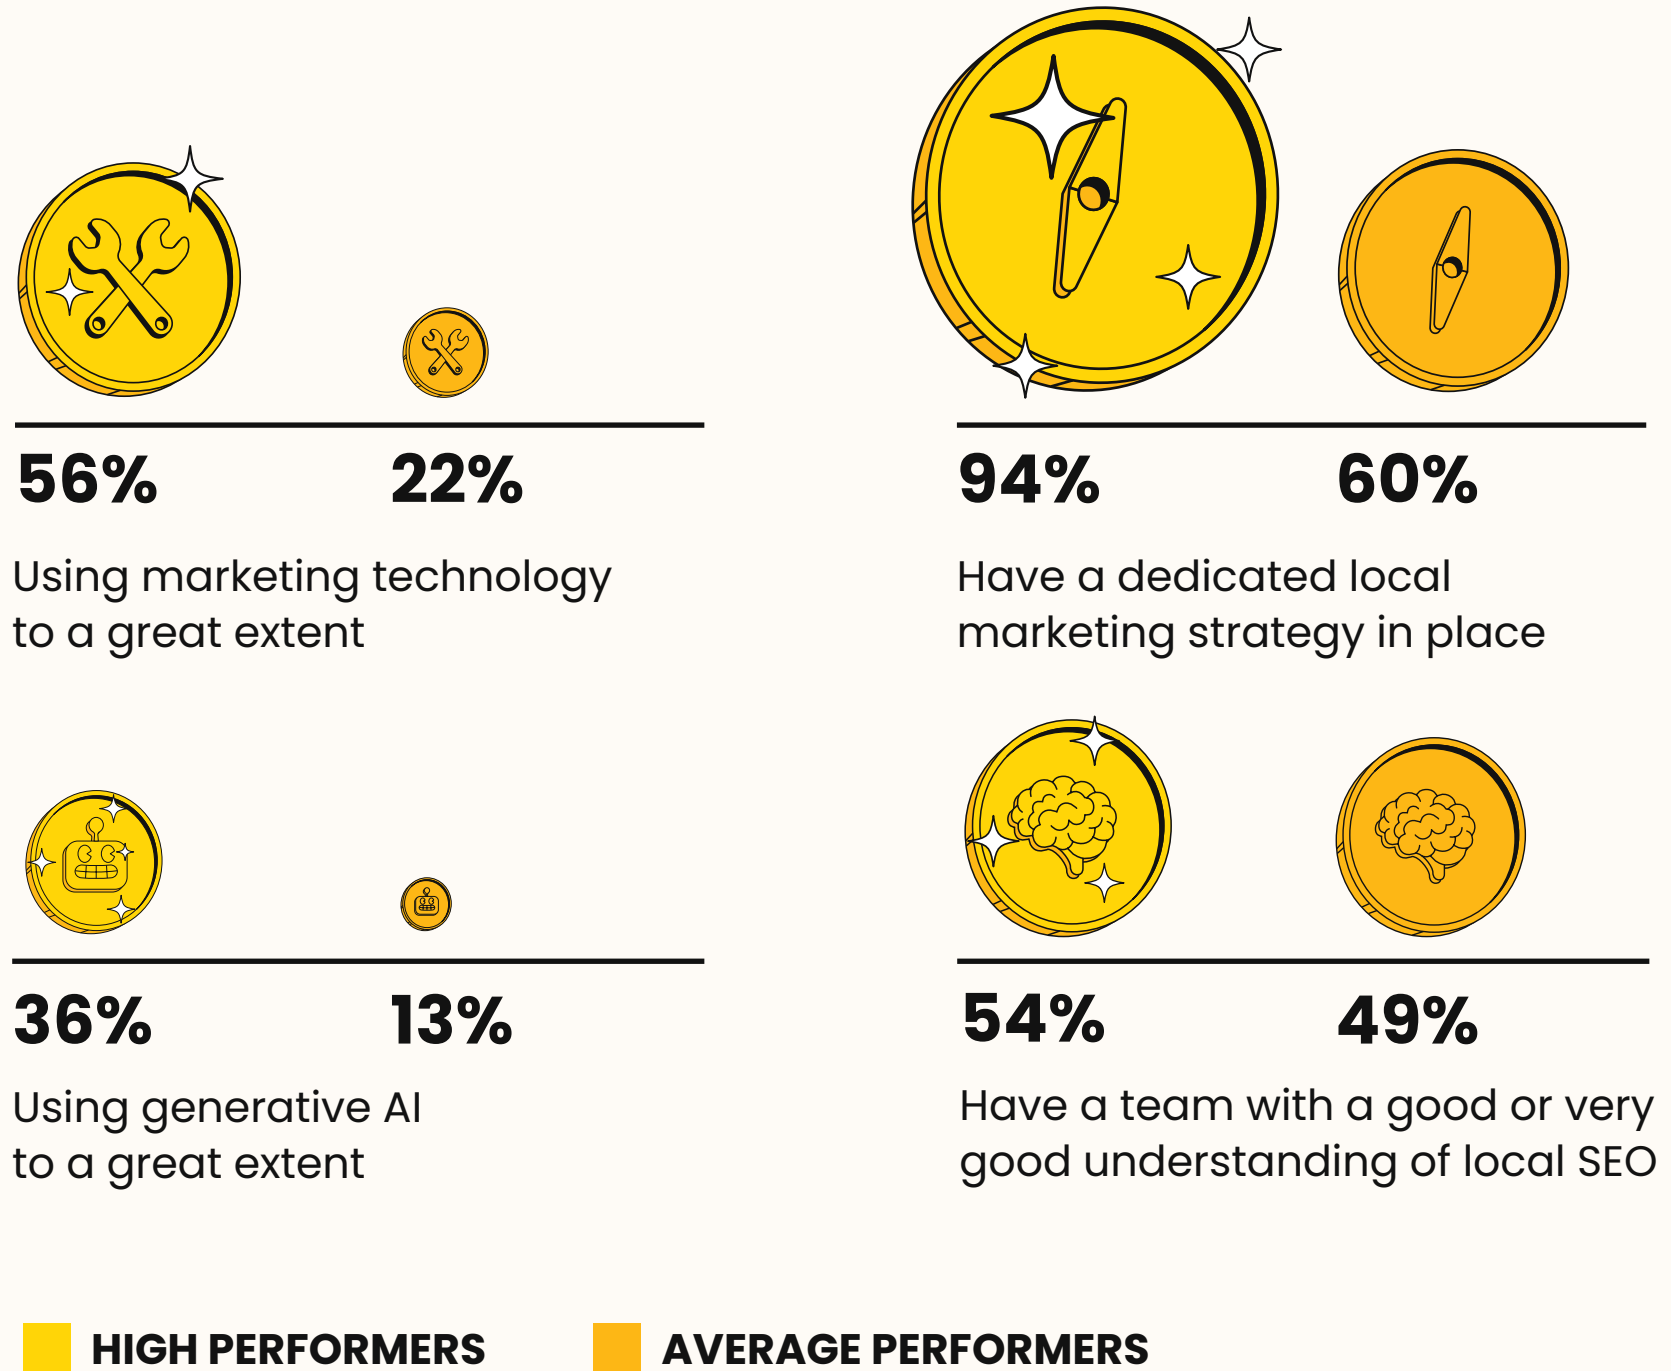 56% 22%
Using marketing technology
to a great extent
94% 60%
Have a dedicated local
marketing strategy in place
36% 13%
Using generative AI
to a great extent
54% 49%
Have a team with a good or very
good understanding of local SEO
HIGH PERFORMERS AVERAGE PERFORMERS